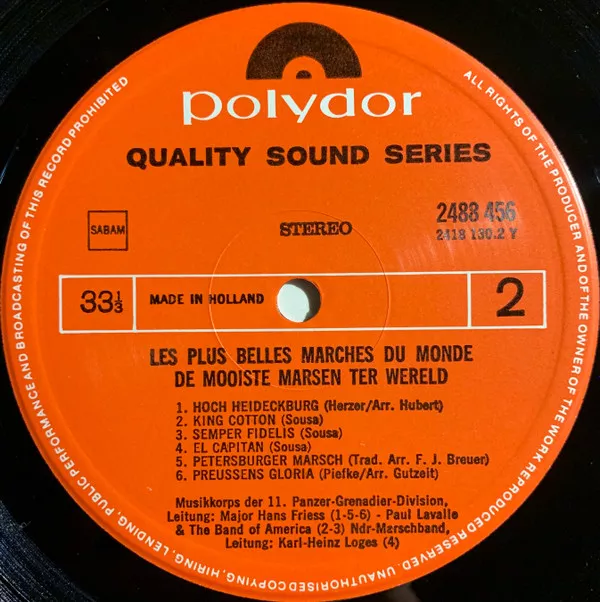 polydor
QUALITY SOUND SERIES
SABAM
STEREO
2488 456
2418 130.2 Y
33⅓
MADE IN HOLLAND
2
LES PLUS BELLES MARCHES DU MONDE
DE MOOISTE MARSEN TER WERELD
1. HOCH HEIDECKBURG (Herzer/Arr. Hubert)
2. KING COTTON (Sousa)
3. SEMPER FIDELIS (Sousa)
4. EL CAPITAN (Sousa)
5. PETERSBURGER MARSCH (Trad. Arr. F. J. Breuer)
6. PREUSSENS GLORIA (Piefke/Arr. Gutzeit)
Musikkorps der 11. Panzer-Grenadier-Division,
Leitung: Major Hans Friess (1-5-6) - Paul Lavalle
& The Band of America (2-3) Ndr-Marschband,
Leitung: Karl-Heinz Loges (4)
ALL RIGHTS OF THE PRODUCER AND OF THE OWNER OF THE WORK REPRODUCED RESERVED. UNAUTHORISED COPYING, HIRING, LENDING, PUBLIC PERFORMANCE AND BROADCASTING OF THIS RECORD PROHIBITED